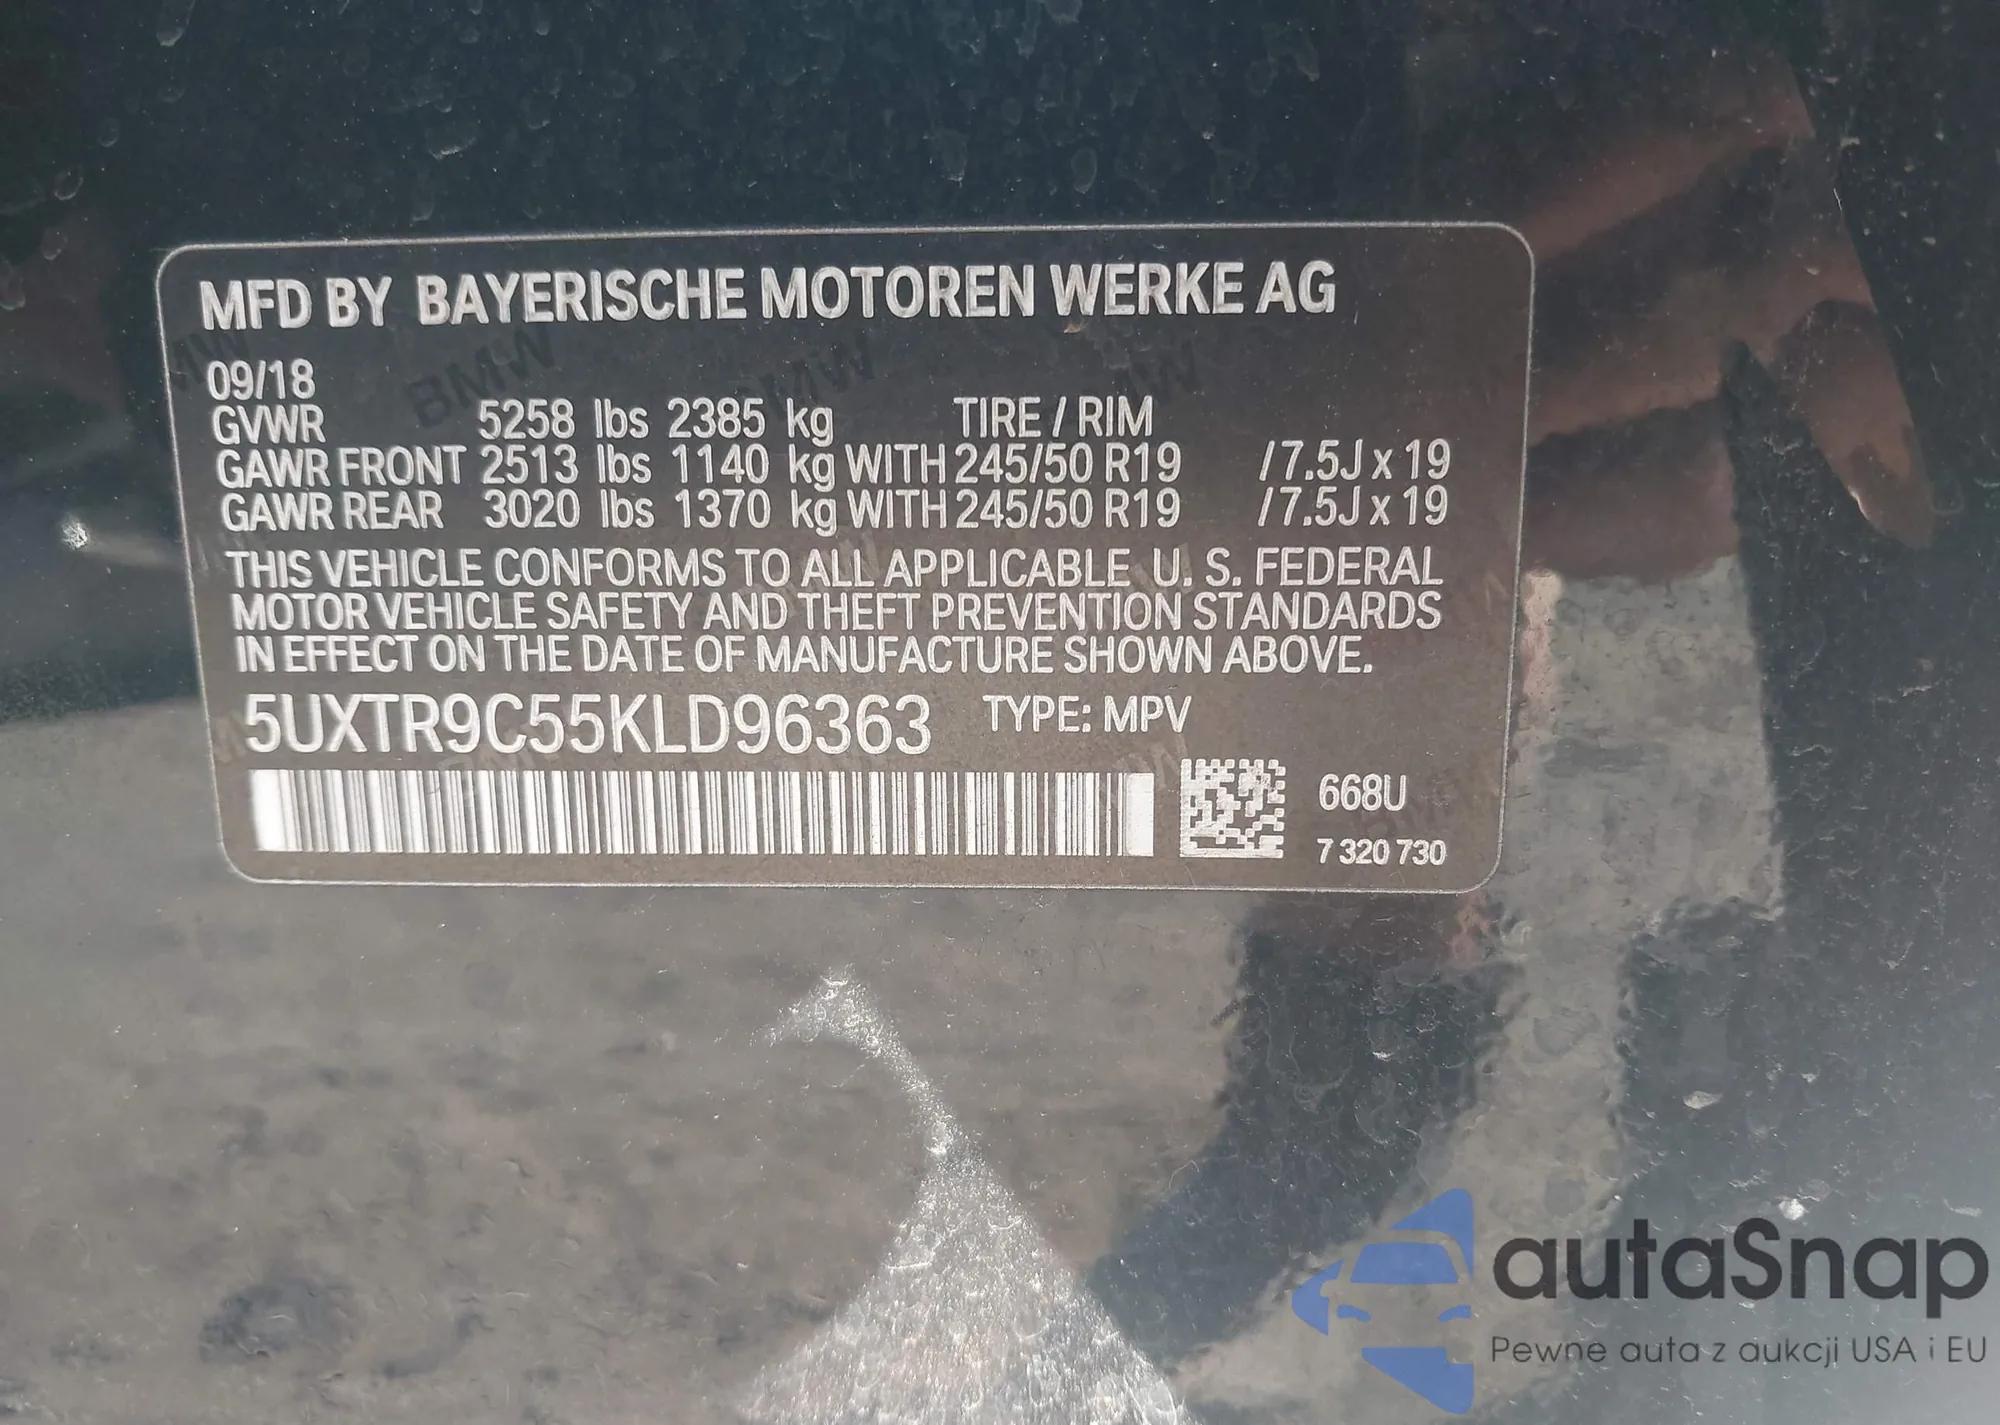 MFD BY BAYERISCHE MOTOREN WERKE AG
09/18
GVWR 5258 lbs 2385 kg TIRE / RIM
GAWR FRONT 2513 lbs 1140 kg WITH 245/50 R19 /7.5J x 19
GAWR REAR 3020 lbs 1370 kg WITH 245/50 R19 /7.5J x 19
THIS VEHICLE CONFORMS TO ALL APPLICABLE U. S. FEDERAL
MOTOR VEHICLE SAFETY AND THEFT PREVENTION STANDARDS
IN EFFECT ON THE DATE OF MANUFACTURE SHOWN ABOVE.
5UXTR9C55KLD96363 TYPE: MPV
668U
7 320 730
autaSnap
Pewne auta z aukcji USA i EU